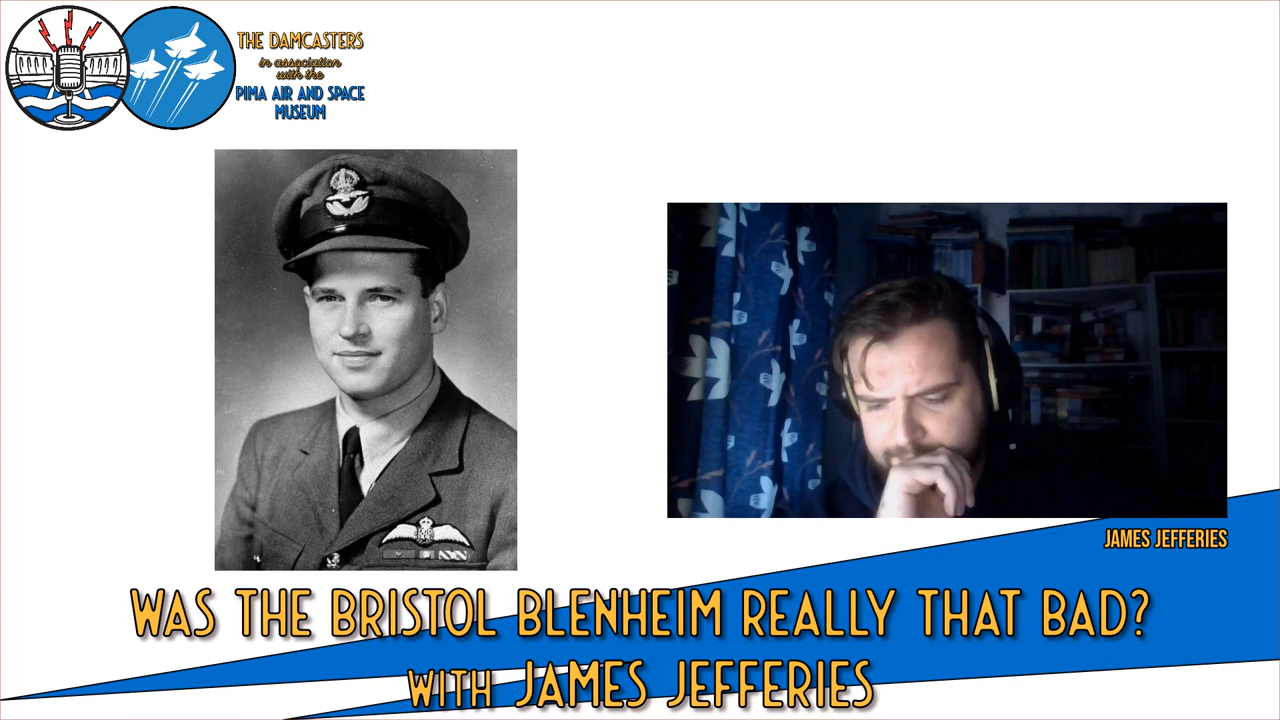 THE DAMCASTERS
in association
with the
PIMA AIR AND SPACE
MUSEUM
JAMES JEFFERIES
WAS THE BRISTOL BLENHEIM REALLY THAT BAD?
WITH JAMES JEFFERIES